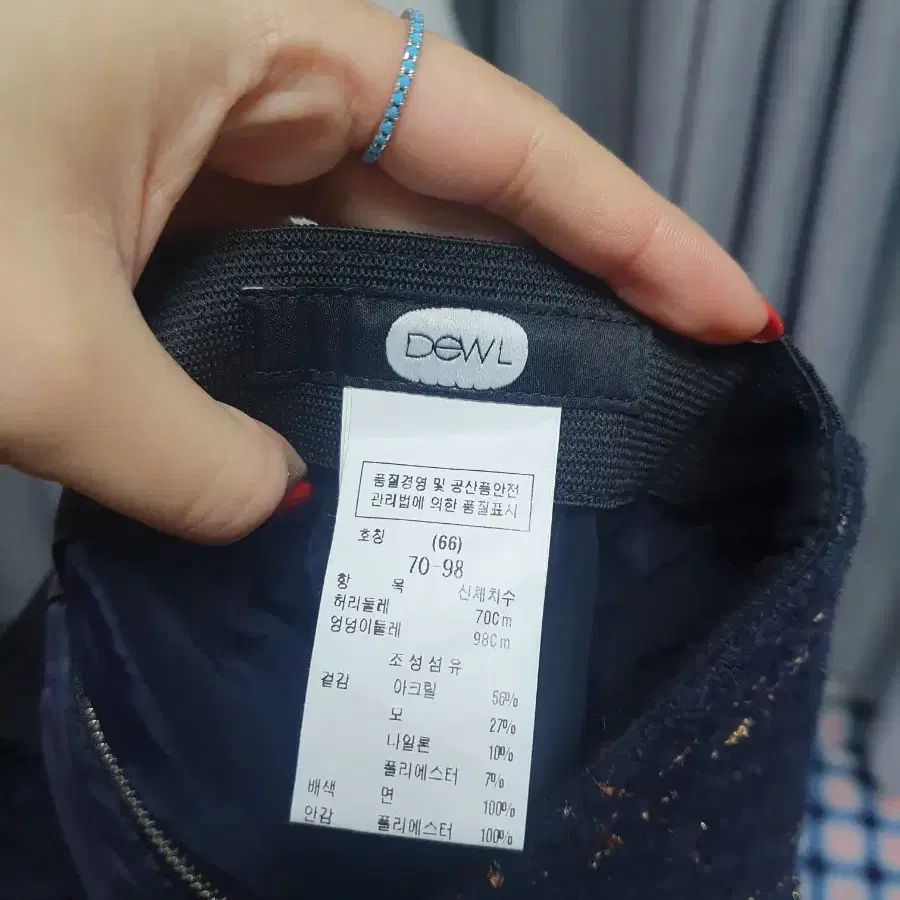 DEWL
품질경영 및 공산품안전
관리법에 의한 품질표시
호칭 (66)
70-98
항 목 신체치수
허리둘레 70Cm
엉덩이둘레 98Cm
조성섬유
겉감 아크릴 56%
모 27%
나일론 10%
폴리에스터 7%
배색 면 100%
안감 폴리에스터 100%